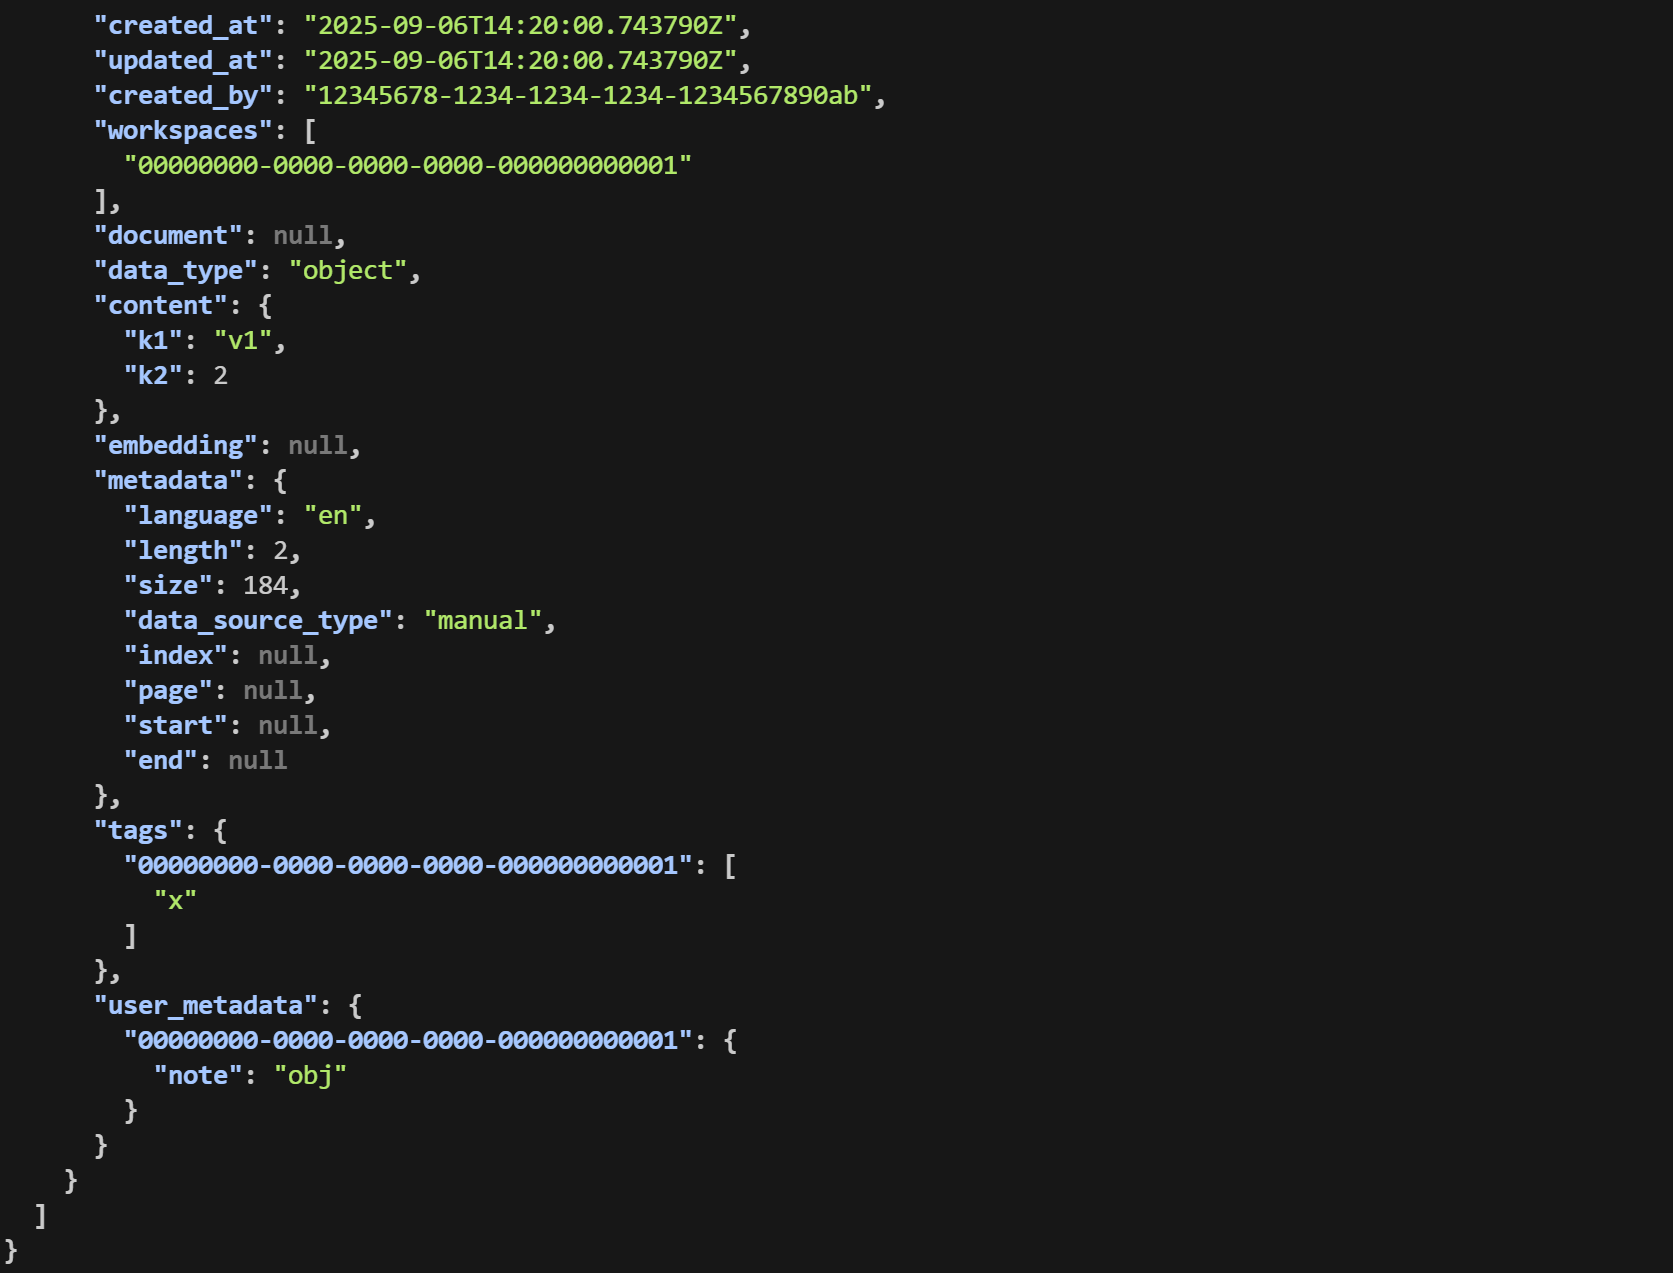 "created_at": "2025-09-06T14:20:00.743790Z",
"updated_at": "2025-09-06T14:20:00.743790Z",
"created_by": "12345678-1234-1234-1234-1234567890ab",
"workspaces": [
"00000000-0000-0000-0000-000000000001"
],
"document": null,
"data_type": "object",
"content": {
"k1": "v1",
"k2": 2
},
"embedding": null,
"metadata": {
"language": "en",
"length": 2,
"size": 184,
"data_source_type": "manual",
"index": null,
"page": null,
"start": null,
"end": null
},
"tags": {
"00000000-0000-0000-0000-000000000001": [
"x"
]
},
"user_metadata": {
"00000000-0000-0000-0000-000000000001": {
"note": "obj"
}
}
}
]
}